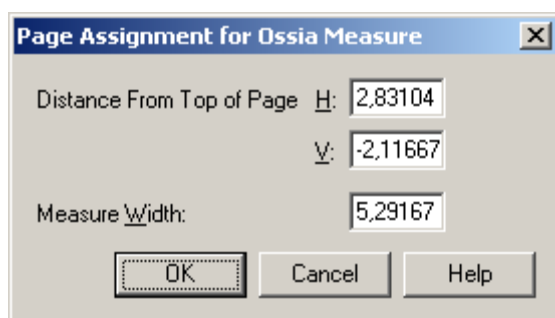 Page Assignment for Ossia Measure
Distance From Top of Page H: 2,83104
V: -2,11667
Measure Width: 5,29167
OK Cancel Help